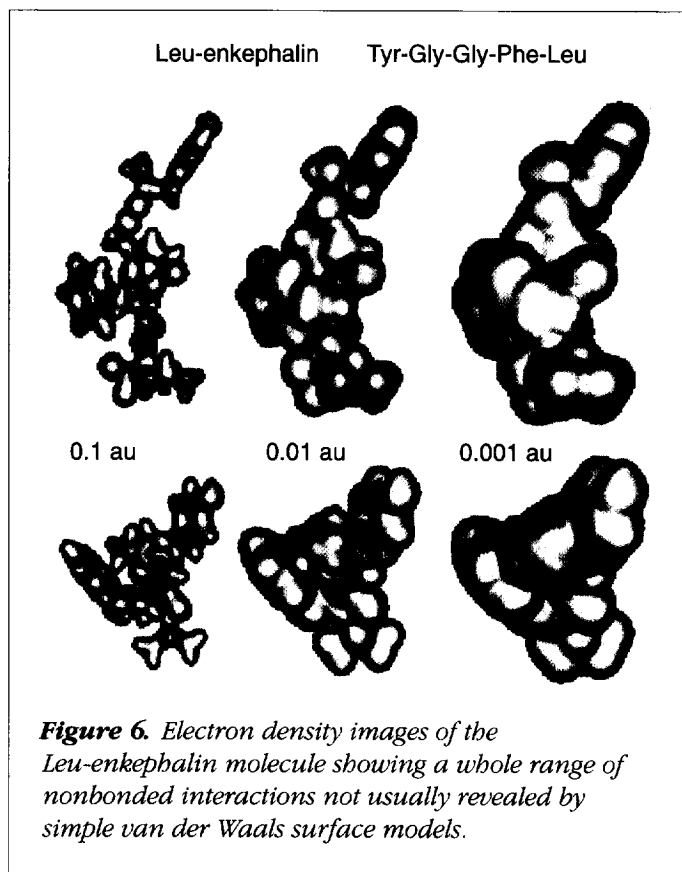 Leu-enkephalin Tyr-Gly-Gly-Phe-Leu
0.1 au 0.01 au 0.001 au
Figure 6. Electron density images of the
Leu-enkephalin molecule showing a whole range of
nonbonded interactions not usually revealed by
simple van der Waals surface models.